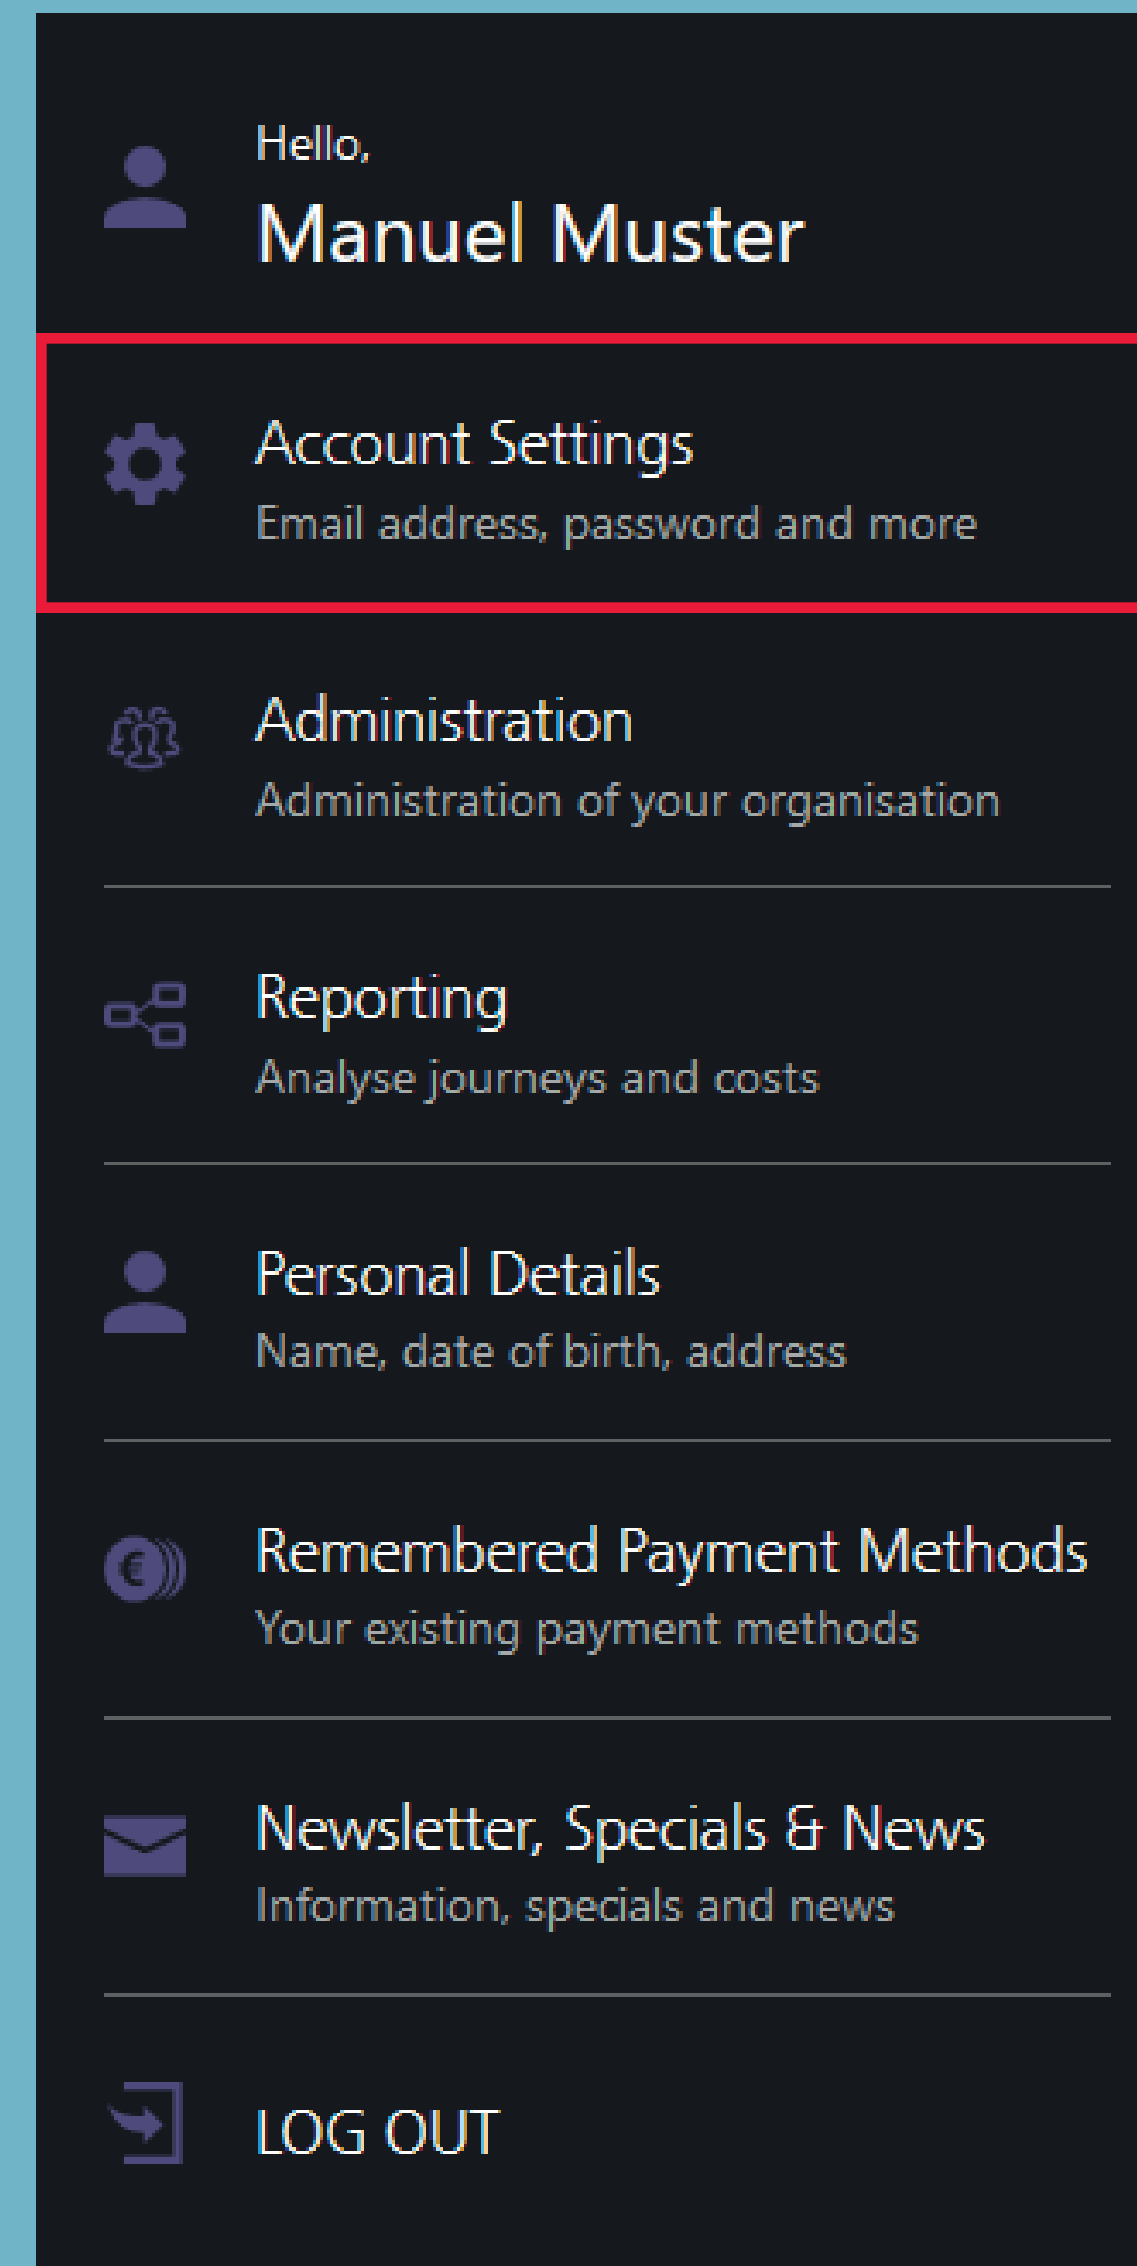 Hello,
Manuel Muster
Account Settings
Email address, password and more
Administration
Administration of your organisation
Reporting
Analyse journeys and costs
Personal Details
Name, date of birth, address
€
Remembered Payment Methods
Your existing payment methods
Newsletter, Specials & News
Information, specials and news
LOG OUT